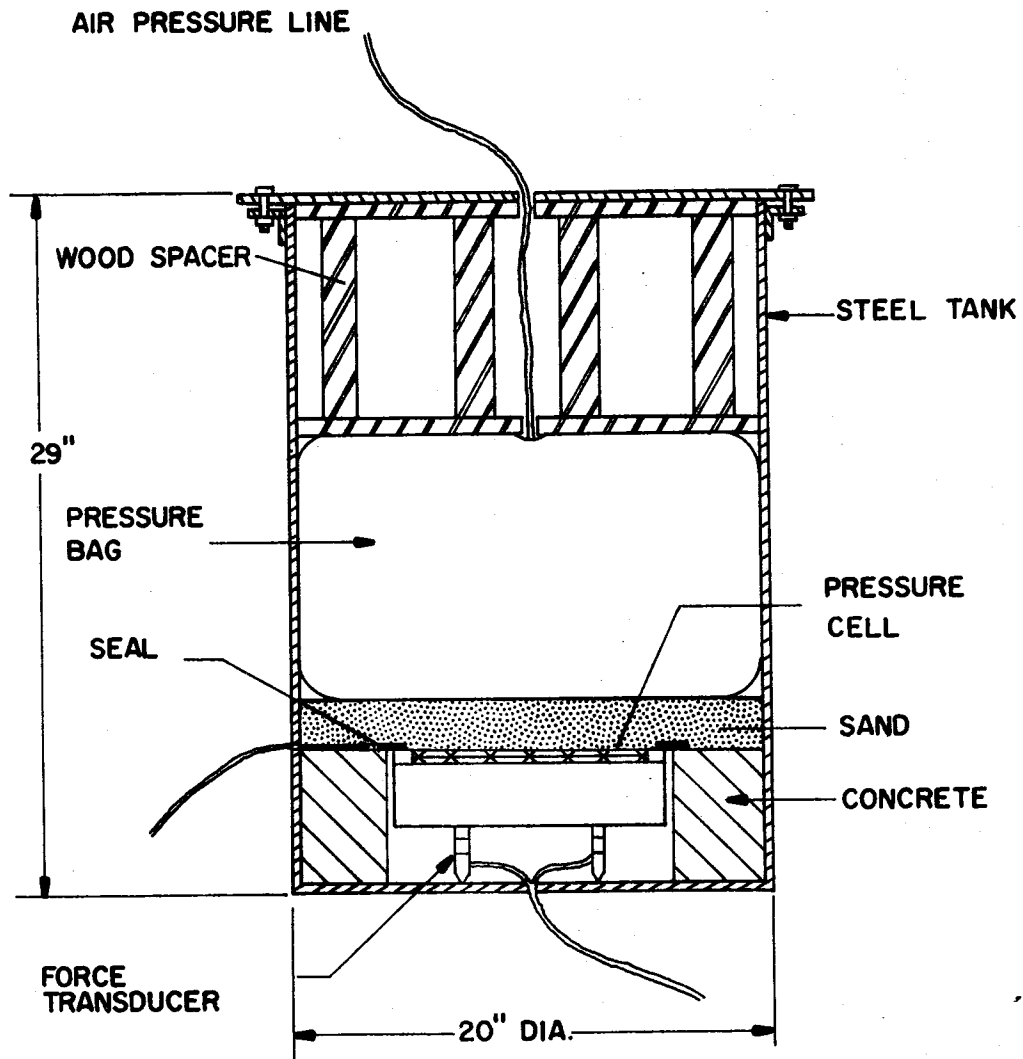 AIR PRESSURE LINE
WOOD SPACER
STEEL TANK
29"
PRESSURE
BAG
PRESSURE
CELL
SEAL
SAND
CONCRETE
FORCE
TRANSDUCER
20" DIA.